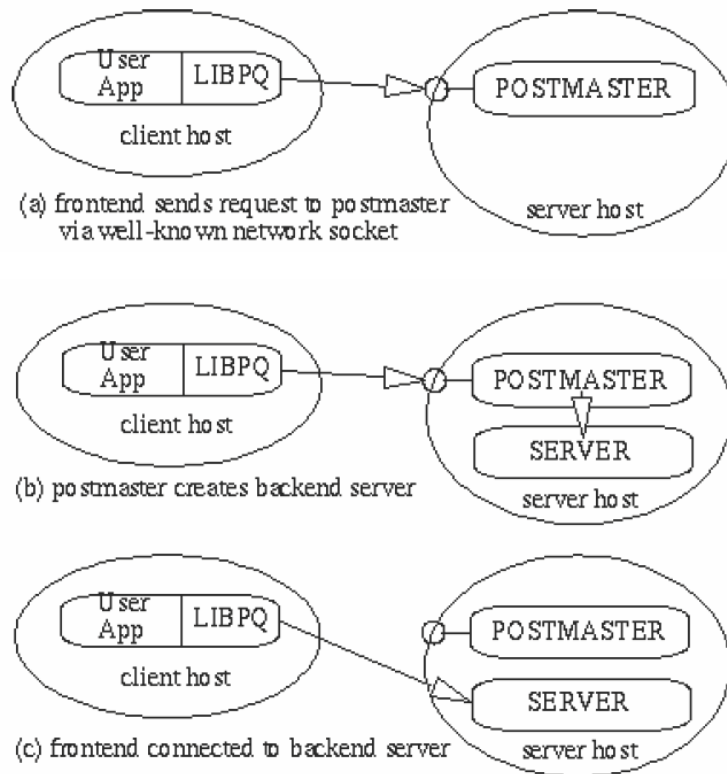 User
App
LIBPQ
client host
POSTMASTER
server host
(a) frontend sends request to postmaster
via well-known network socket
User
App
LIBPQ
client host
POSTMASTER
SERVER
server host
(b) postmaster creates backend server
User
App
LIBPQ
client host
POSTMASTER
SERVER
server host
(c) frontend connected to backend server